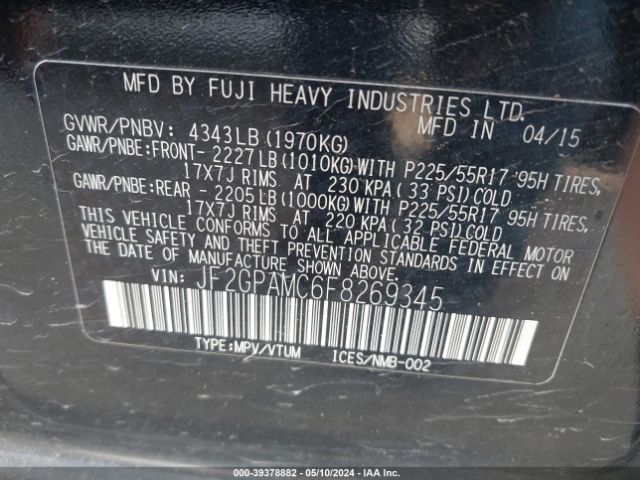 MFD BY FUJI HEAVY INDUSTRIES LTD.
MFD IN 04/15
GVWR/PNBV: 4343LB(1970KG)
GAWR/PNBE:FRONT- 2227LB(1010KG)WITH P225/55R17 95H TIRES,
17X7J RIMS. AT 230 KPA( 33 PSI)COLD
GAWR/PNBE:REAR - 2205LB(1000KG)WITH P225/55R17 95H TIRES,
17X7J RIMS. AT 220 KPA( 32 PSI)COLD
THIS VEHICLE CONFORMS TO ALL APPLICABLE FEDERAL MOTOR
VEHICLE SAFETY AND THEFT PREVENTION STANDARDS IN EFFECT ON
THE DATE OF MANUFACTURE SHOWN ABOVE.
VIN: JF2GPAMC6F8269345
TYPE:MPV/VTUM ICES/NMB-002
000-39378882 - 05/10/2024 - IAA Inc.